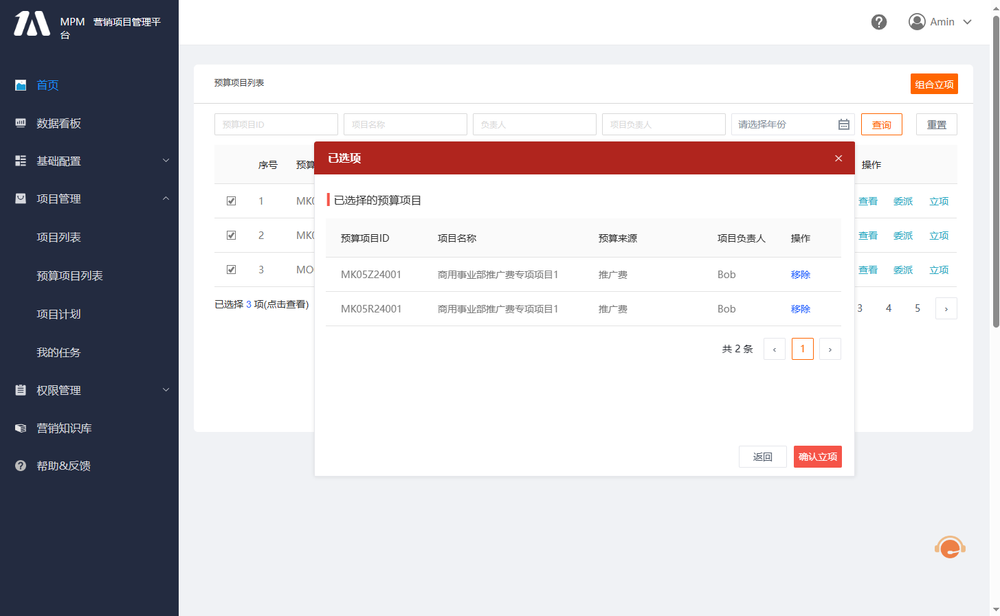 MPM 营销项目管理平
台
Amin
首页
数据看板
基础配置
项目管理
项目列表
预算项目列表
项目计划
我的任务
权限管理
营销知识库
帮助&反馈
预算项目列表
组合立项
预算项目ID 项目名称 负责人 项目负责人 请选择年份 查询 重置
序号 预算 操作
1 MK0 查看 委派 立项
2 MK0 查看 委派 立项
3 MO 查看 委派 立项
已选择 3 项(点击查看) 3 4 5 ›
已选项 ×
已选择的预算项目
预算项目ID 项目名称 预算来源 项目负责人 操作
MK05Z24001 商用事业部推广费专项项目1 推广费 Bob 移除
MK05R24001 商用事业部推广费专项项目1 推广费 Bob 移除
共 2 条 ‹ 1 ›
返回 确认立项